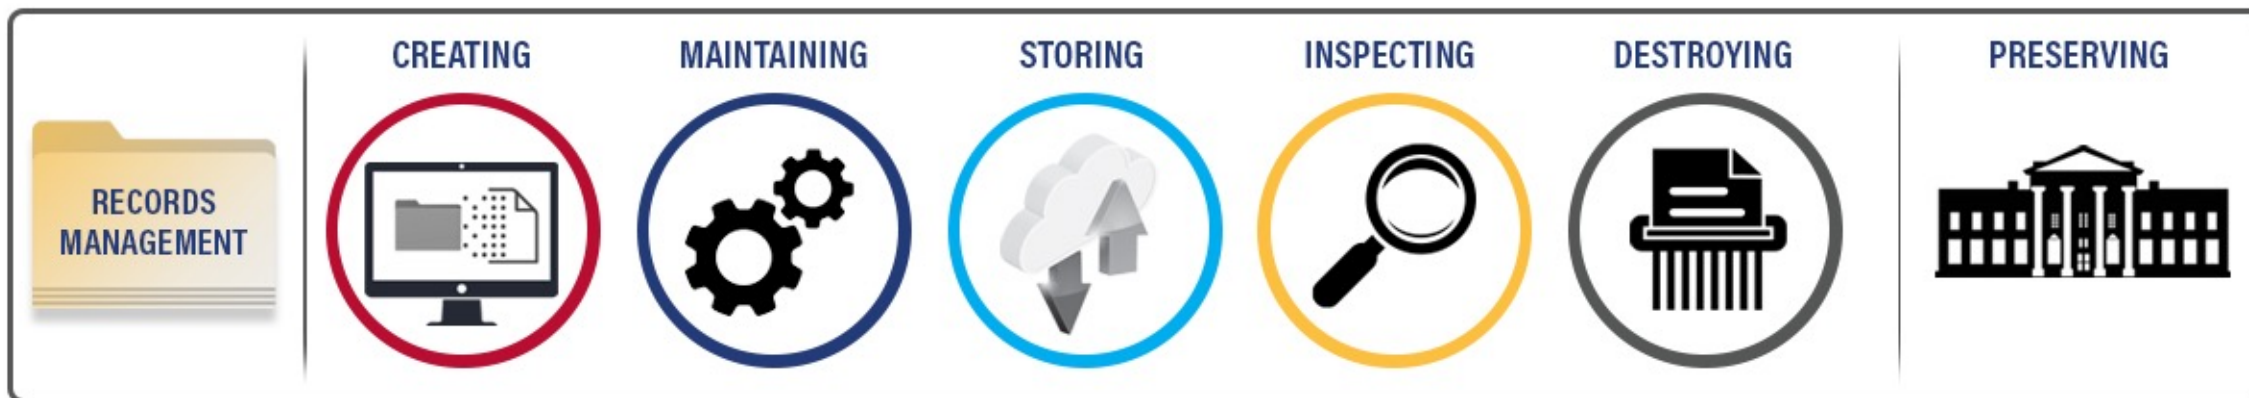 RECORDS
MANAGEMENT
CREATING
MAINTAINING
STORING
INSPECTING
DESTROYING
PRESERVING